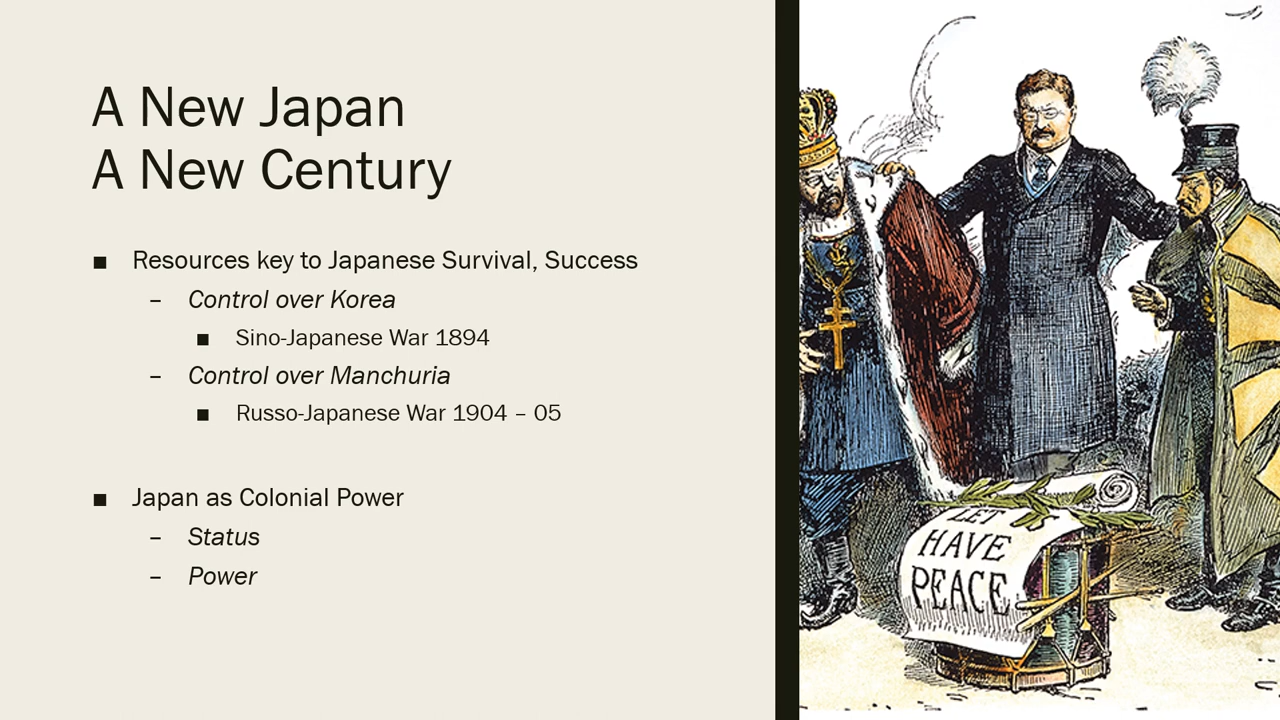 A New Japan
A New Century
■ Resources key to Japanese Survival, Success
– Control over Korea
■ Sino-Japanese War 1894
– Control over Manchuria
■ Russo-Japanese War 1904 – 05
■ Japan as Colonial Power
– Status
– Power
RUSSIA
LET US
HAVE
PEACE